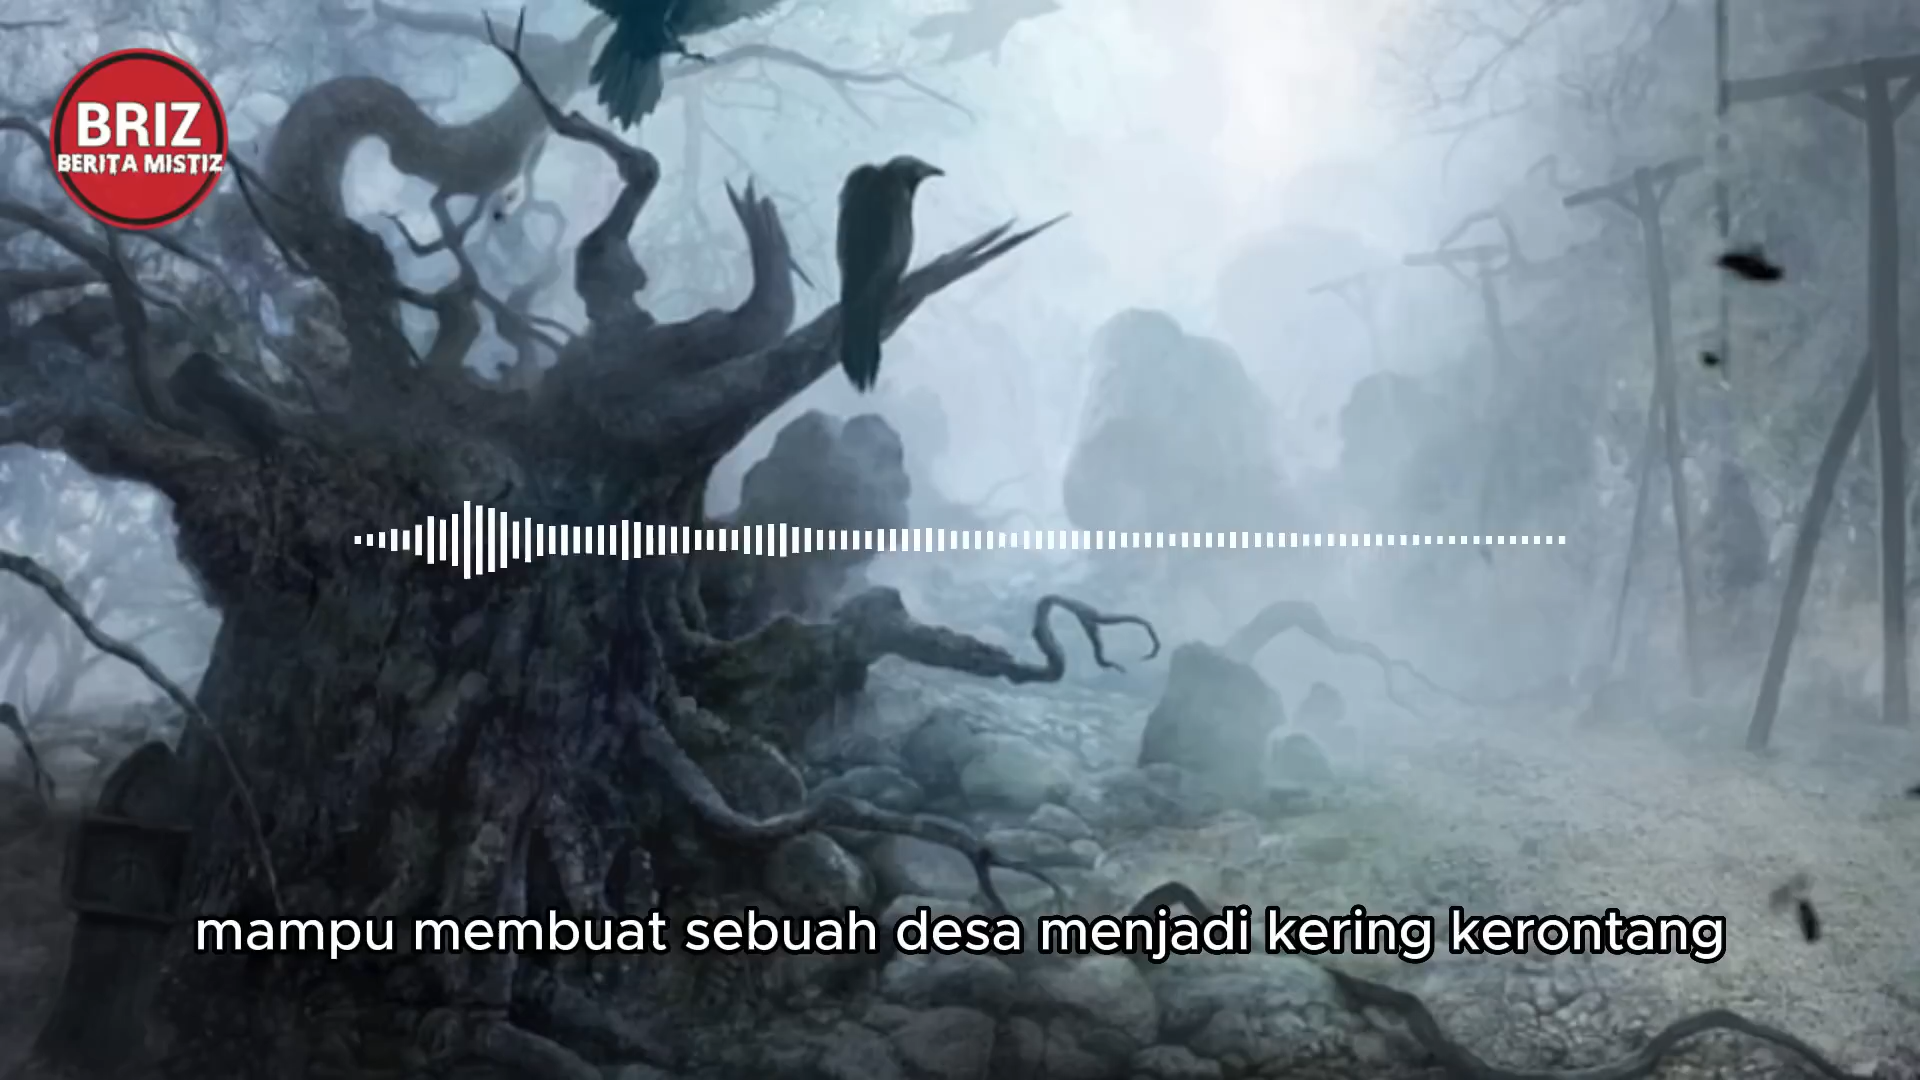 BRIZ
BERITA MISTIZ
mampu membuat sebuah desa menjadi kering kerontang